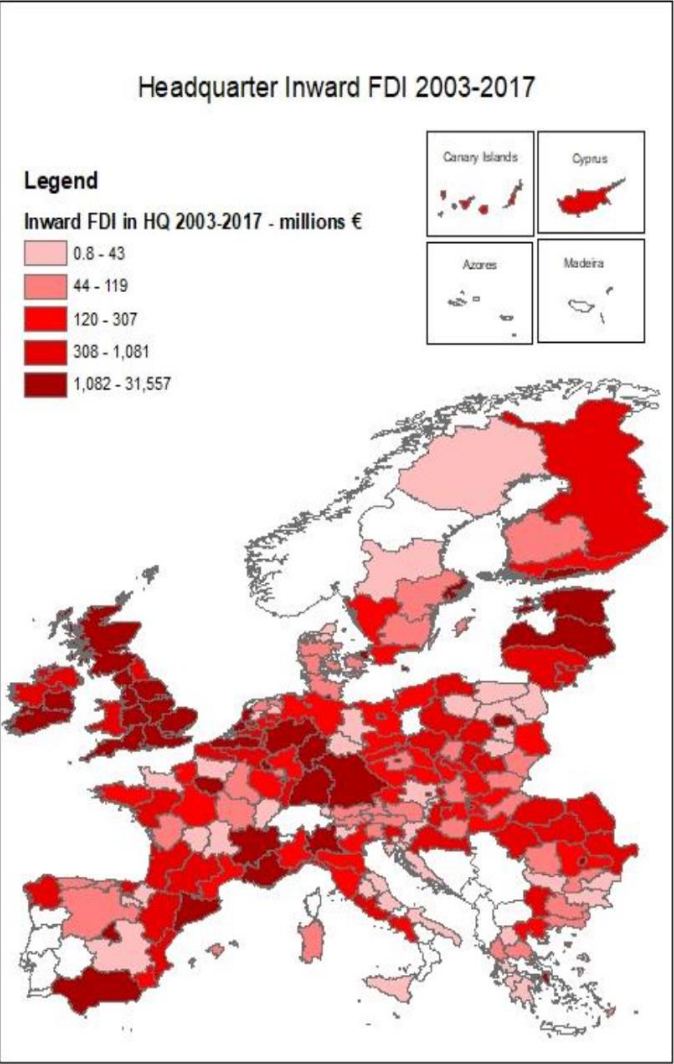 Headquarter Inward FDI 2003-2017
Canary Islands
Cyprus
Legend
Inward FDI in HQ 2003-2017 - millions €
Azores
Madeira
0.8 - 43
44 - 119
120 - 307
308 - 1,081
1,082 - 31,557